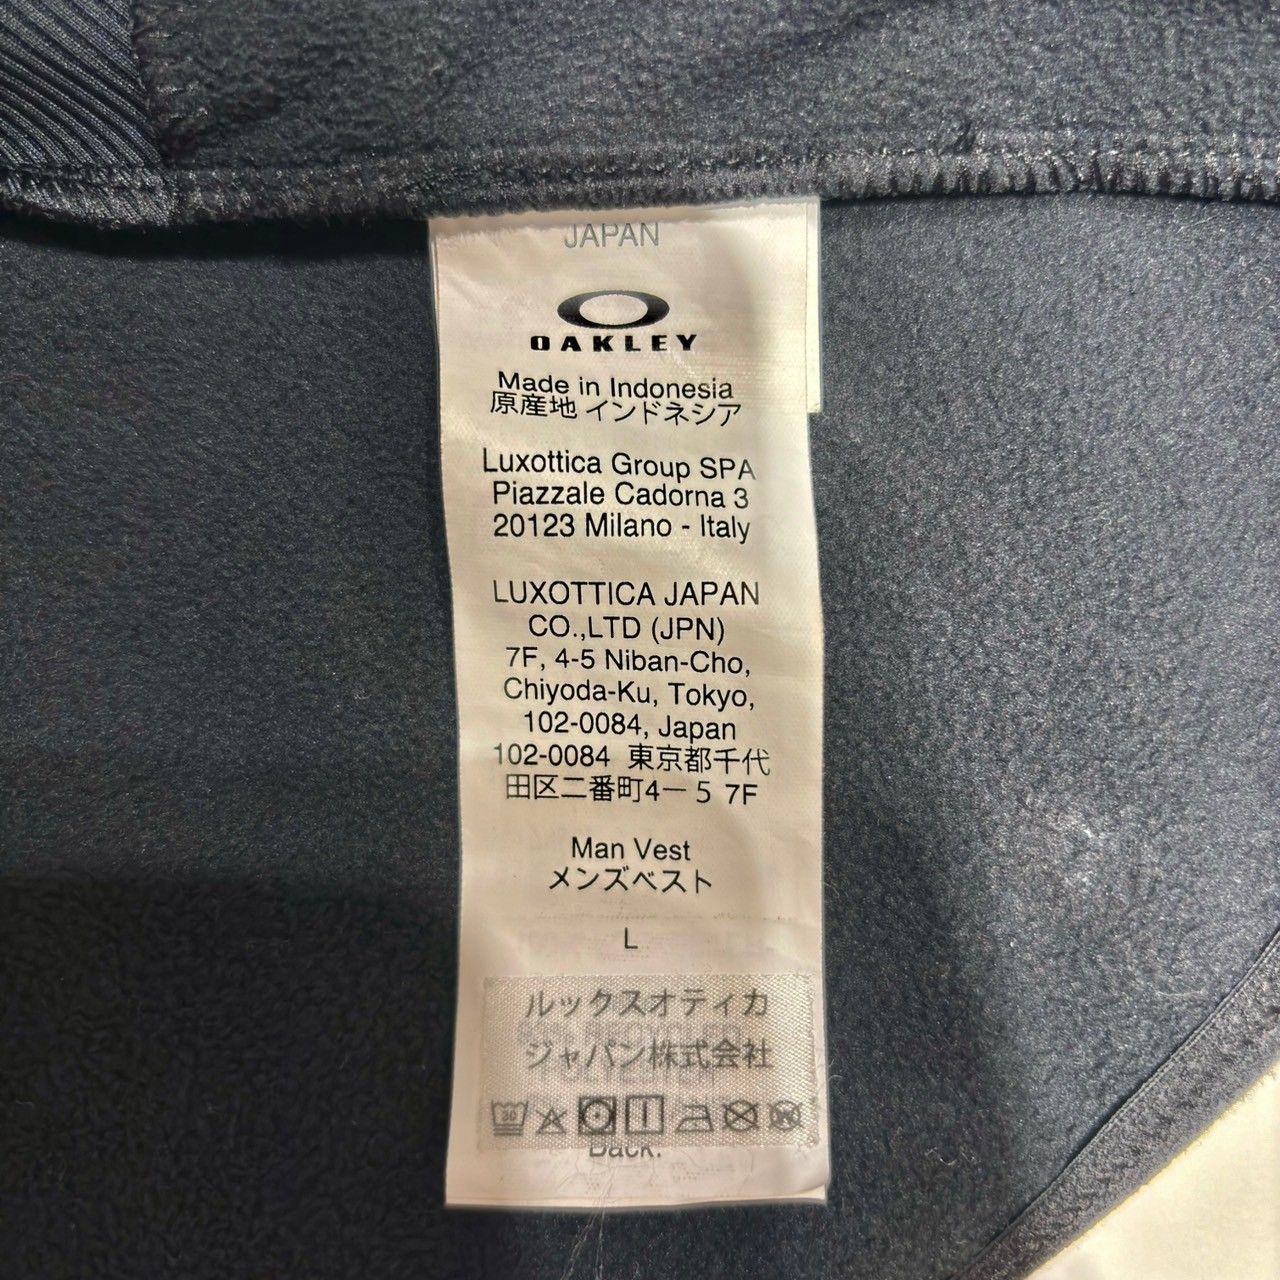 JAPAN
OAKLEY
Made in Indonesia
原産地 インドネシア
Luxottica Group SPA
Piazzale Cadorna 3
20123 Milano - Italy
LUXOTTICA JAPAN
CO.,LTD (JPN)
7F, 4-5 Niban-Cho,
Chiyoda-Ku, Tokyo,
102-0084, Japan
102-0084 東京都千代
田区二番町4－5 7F
Man Vest
メンズベスト
L
ルックスオティカ
ジャパン株式会社
Back: